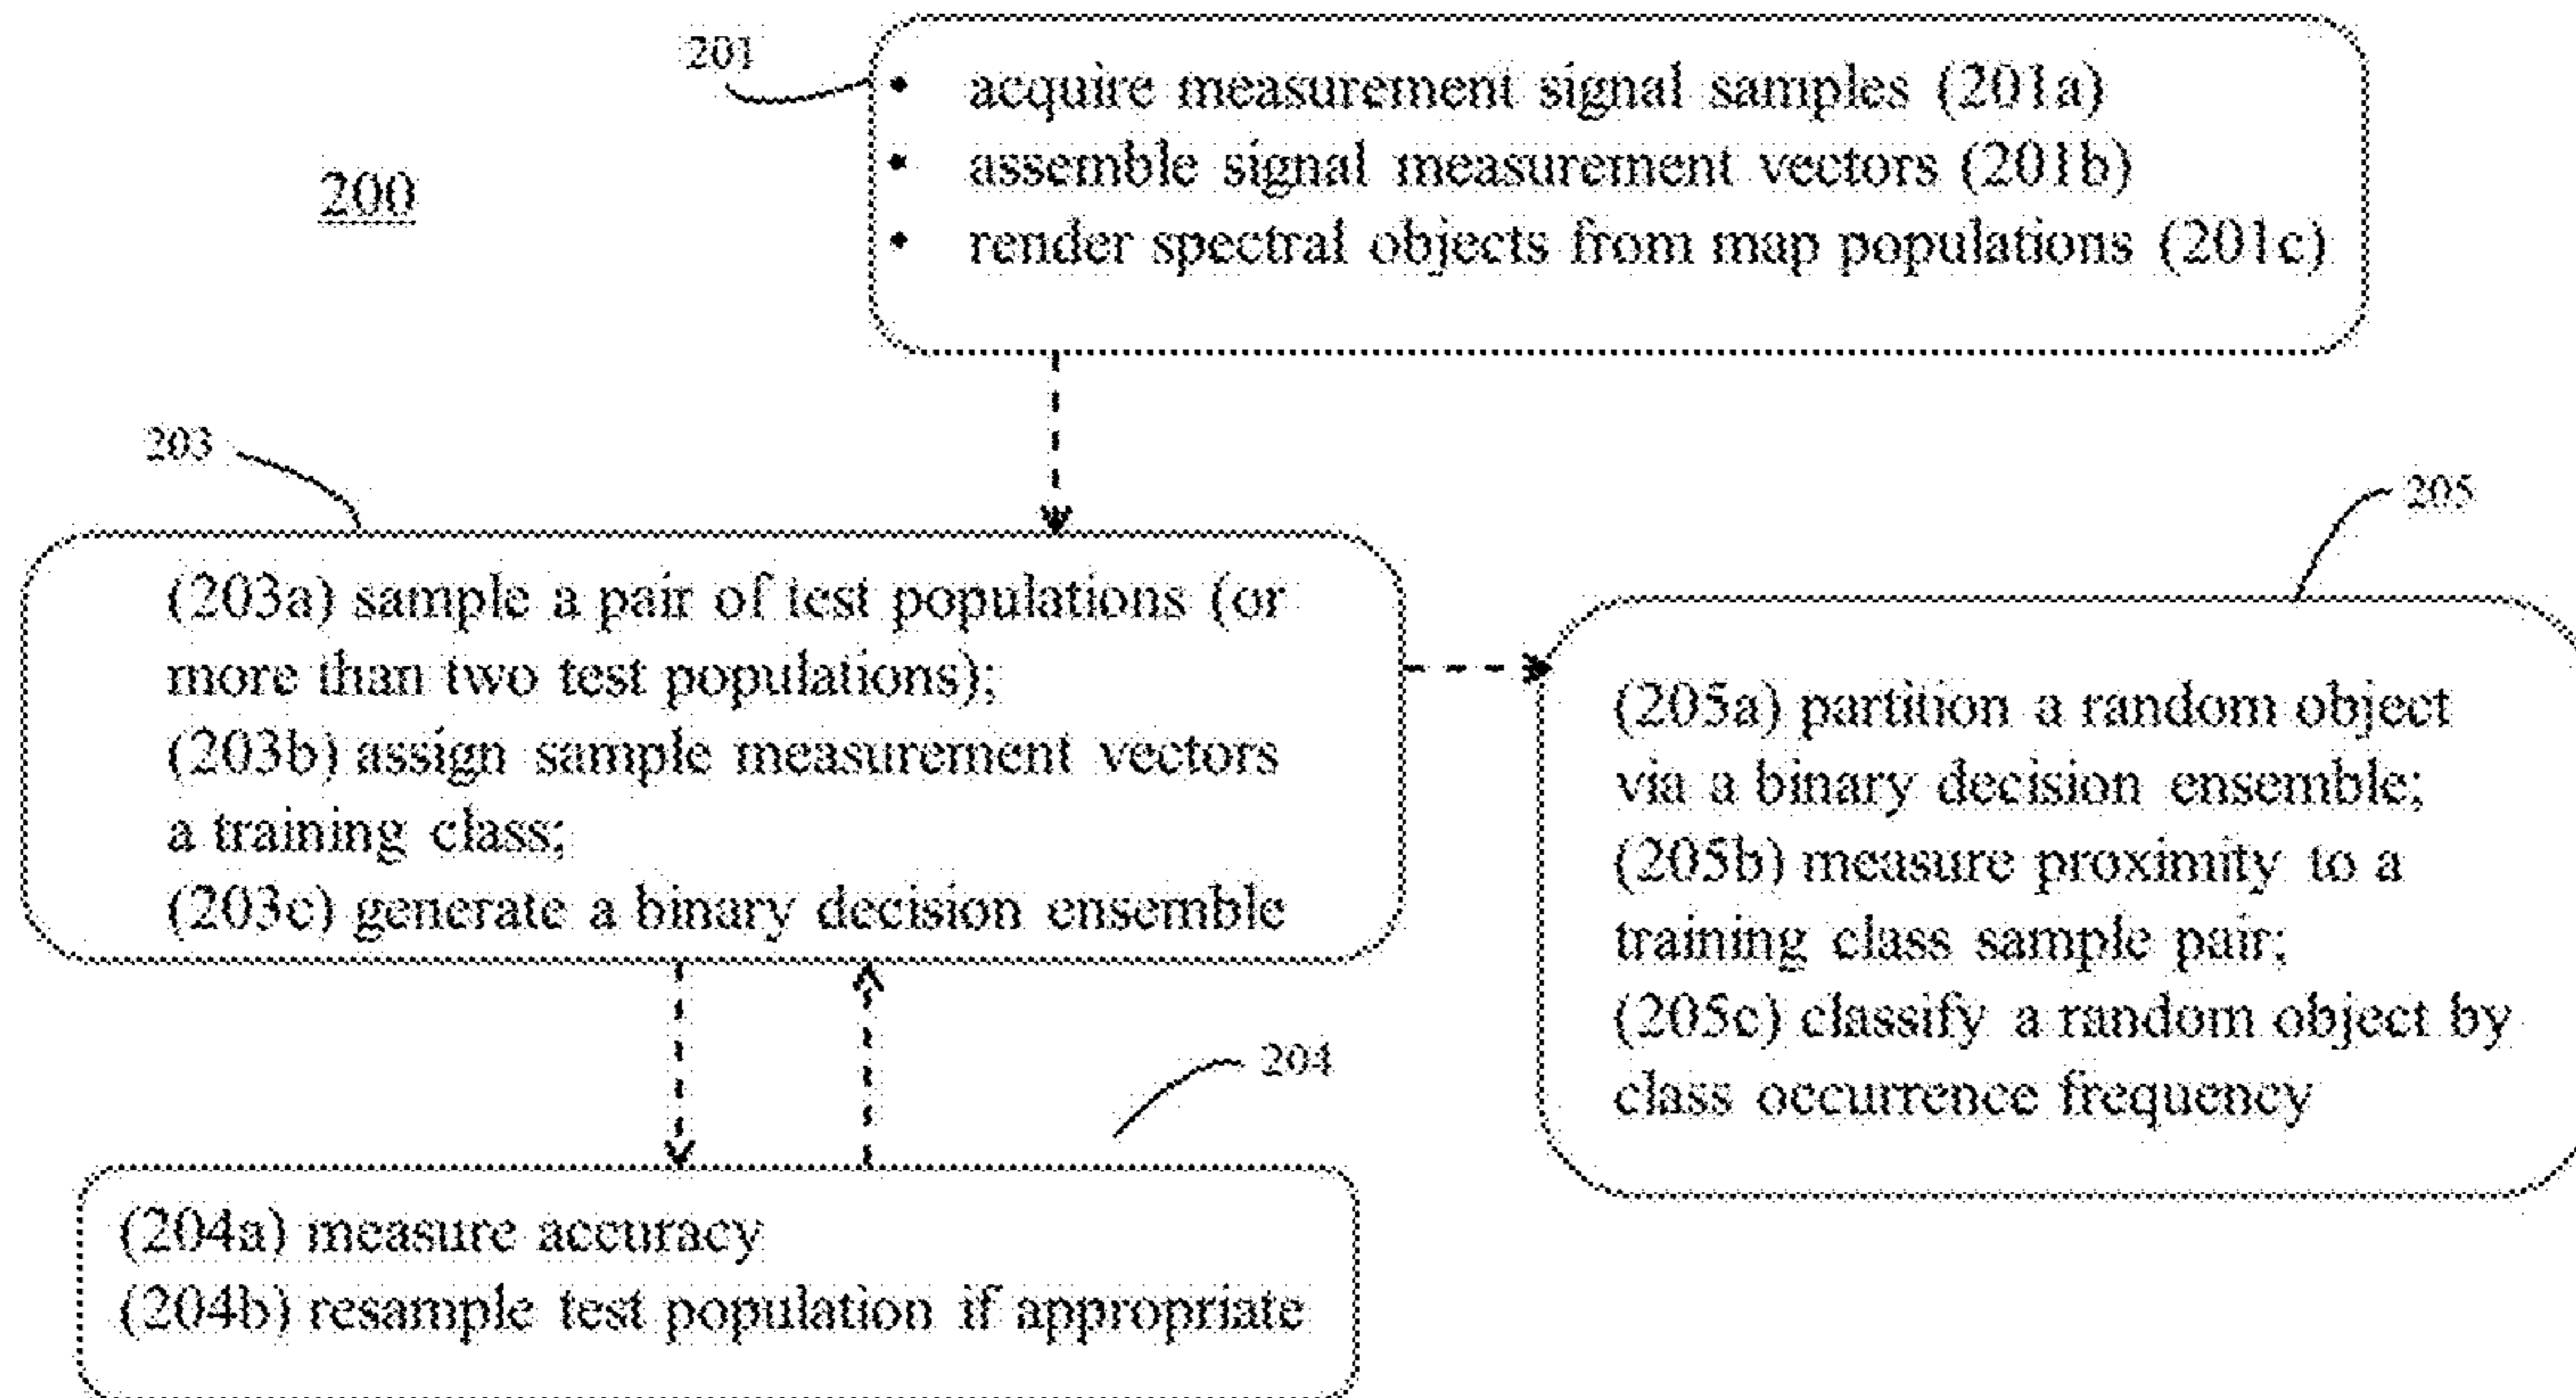 201
• acquire measurement signal samples (201a)
• assemble signal measurement vectors (201b)
• render spectral objects from map populations (201c)
200
203
(203a) sample a pair of test populations (or
more than two test populations);
(203b) assign sample measurement vectors
a training class;
(203c) generate a binary decision ensemble
205
(205a) partition a random object
via a binary decision ensemble;
(205b) measure proximity to a
training class sample pair;
(205c) classify a random object by
class occurrence frequency
204
(204a) measure accuracy
(204b) resample test population if appropriate